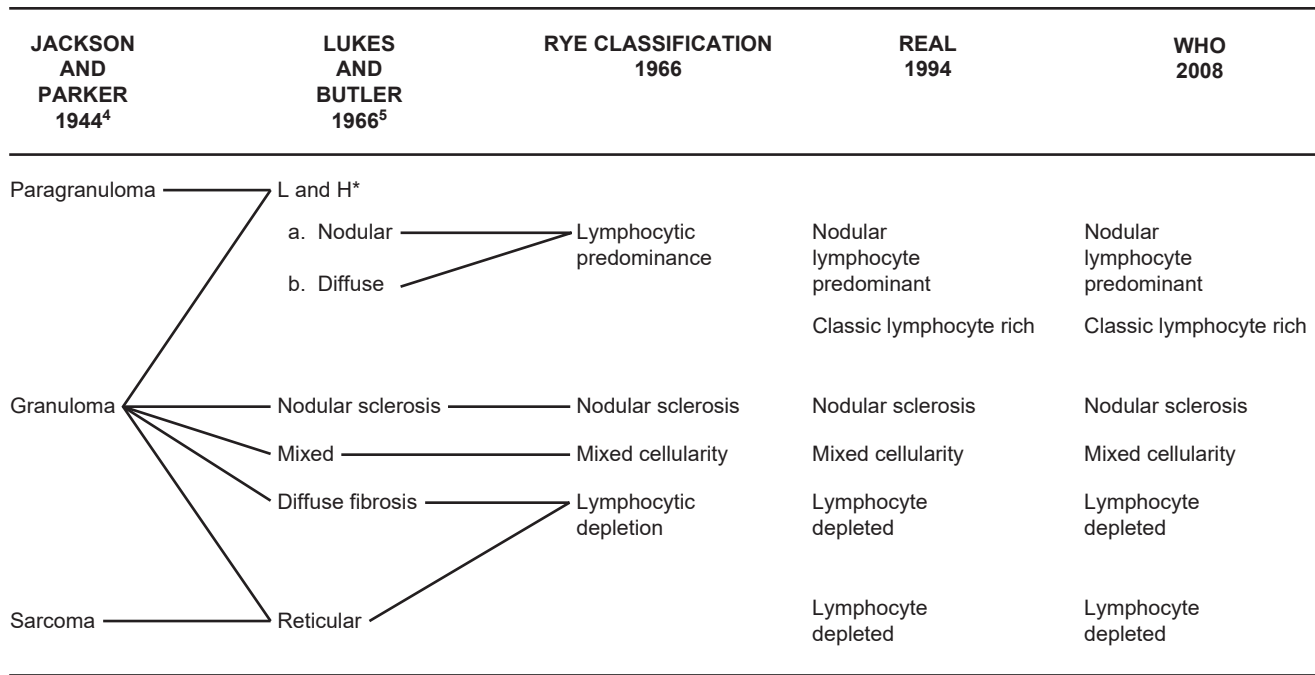 JACKSON
AND
PARKER
1944⁴
LUKES
AND
BUTLER
1966⁵
RYE CLASSIFICATION
1966
REAL
1994
WHO
2008
Paragranuloma
L and H*
a. Nodular
b. Diffuse
Lymphocytic
predominance
Nodular
lymphocyte
predominant
Nodular
lymphocyte
predominant
Classic lymphocyte rich
Classic lymphocyte rich
Granuloma
Nodular sclerosis
Nodular sclerosis
Nodular sclerosis
Nodular sclerosis
Mixed
Mixed cellularity
Mixed cellularity
Mixed cellularity
Diffuse fibrosis
Lymphocytic
depletion
Lymphocyte
depleted
Lymphocyte
depleted
Sarcoma
Reticular
Lymphocyte
depleted
Lymphocyte
depleted